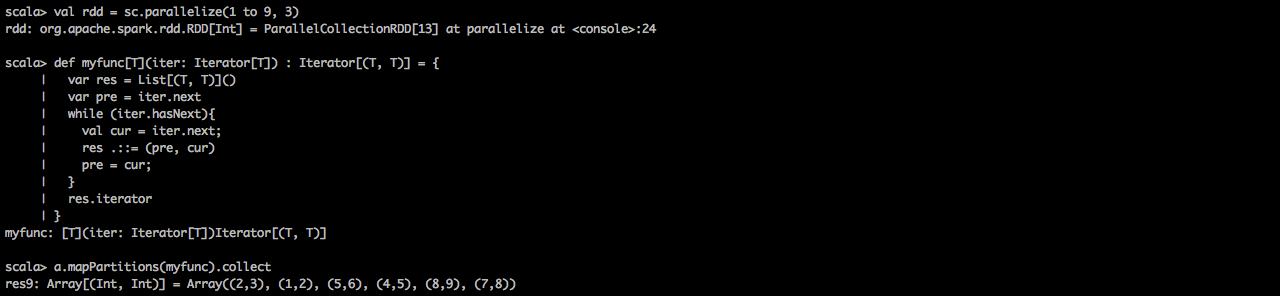 scala> val rdd = sc.parallelize(1 to 9, 3)
rdd: org.apache.spark.rdd.RDD[Int] = ParallelCollectionRDD[13] at parallelize at <console>:24
scala> def myfunc[T](iter: Iterator[T]) : Iterator[(T, T)] = {
     |   var res = List[(T, T)]()
     |   var pre = iter.next
     |   while (iter.hasNext){
     |     val cur = iter.next;
     |     res .::= (pre, cur)
     |     pre = cur;
     |   }
     |   res.iterator
     | }
myfunc: [T](iter: Iterator[T])Iterator[(T, T)]
scala> a.mapPartitions(myfunc).collect
res9: Array[(Int, Int)] = Array((2,3), (1,2), (5,6), (4,5), (8,9), (7,8))